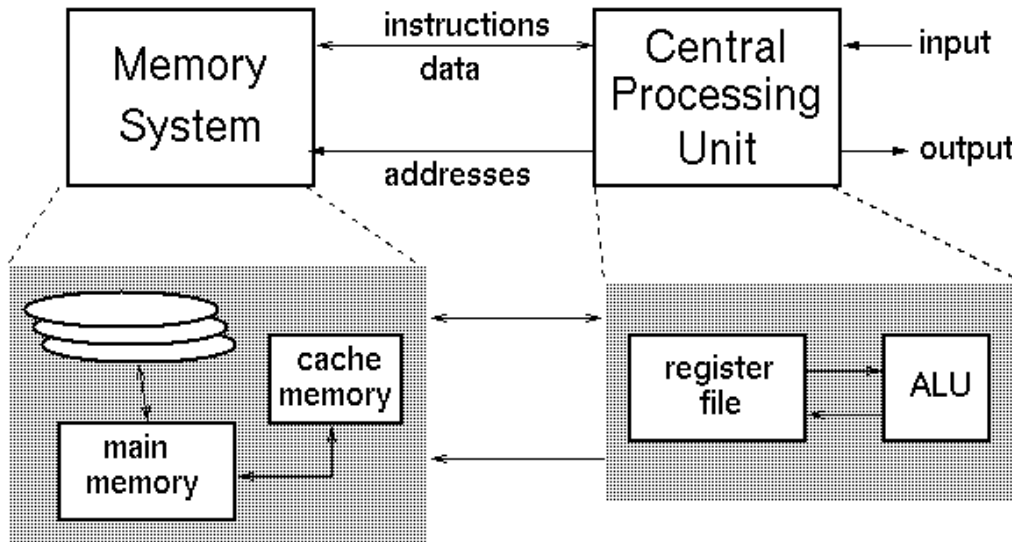 Memory
System
instructions
data
addresses
Central
Processing
Unit
input
output
cache
memory
main
memory
register
file
ALU